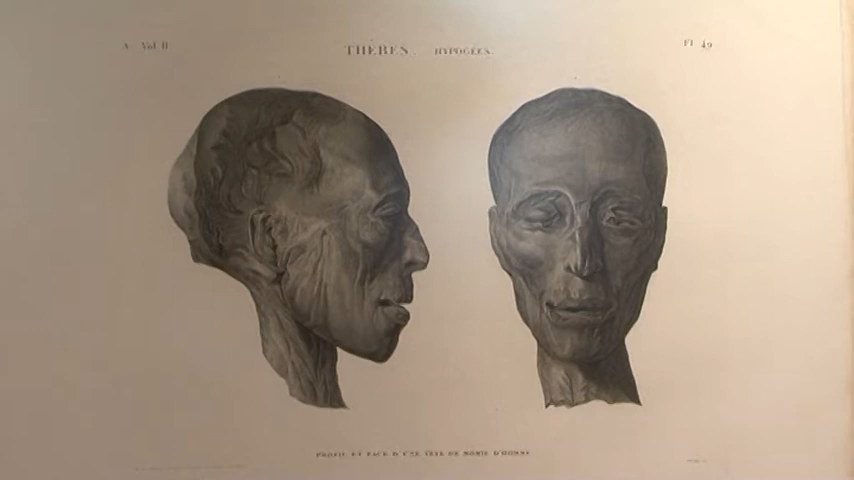 A. Vol. II.
THÈBES. HYPOGÉES.
Pl. 49.
PROFIL ET FACE D'UNE TÊTE DE MOMIE D'HOMME.